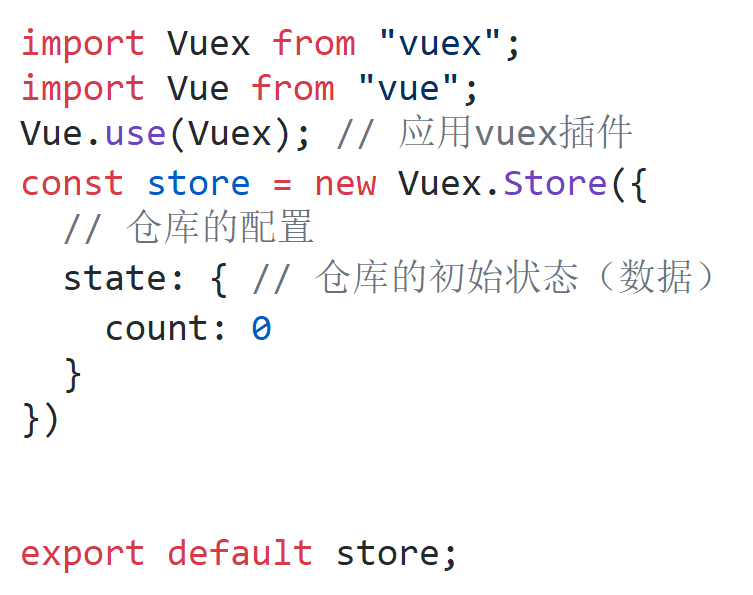 import Vuex from "vuex";
import Vue from "vue";
Vue.use(Vuex); // 应用vuex插件
const store = new Vuex.Store({
  // 仓库的配置
  state: { // 仓库的初始状态（数据）
    count: 0
  }
})
export default store;